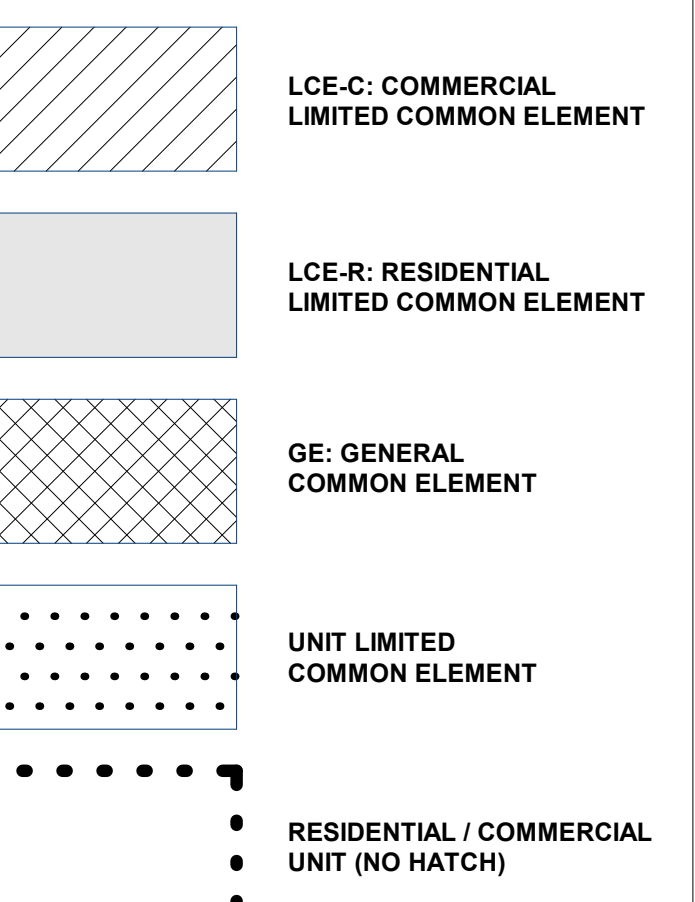 LCE-C: COMMERCIAL
LIMITED COMMON ELEMENT
LCE-R: RESIDENTIAL
LIMITED COMMON ELEMENT
GE: GENERAL
COMMON ELEMENT
UNIT LIMITED
COMMON ELEMENT
RESIDENTIAL / COMMERCIAL
UNIT (NO HATCH)